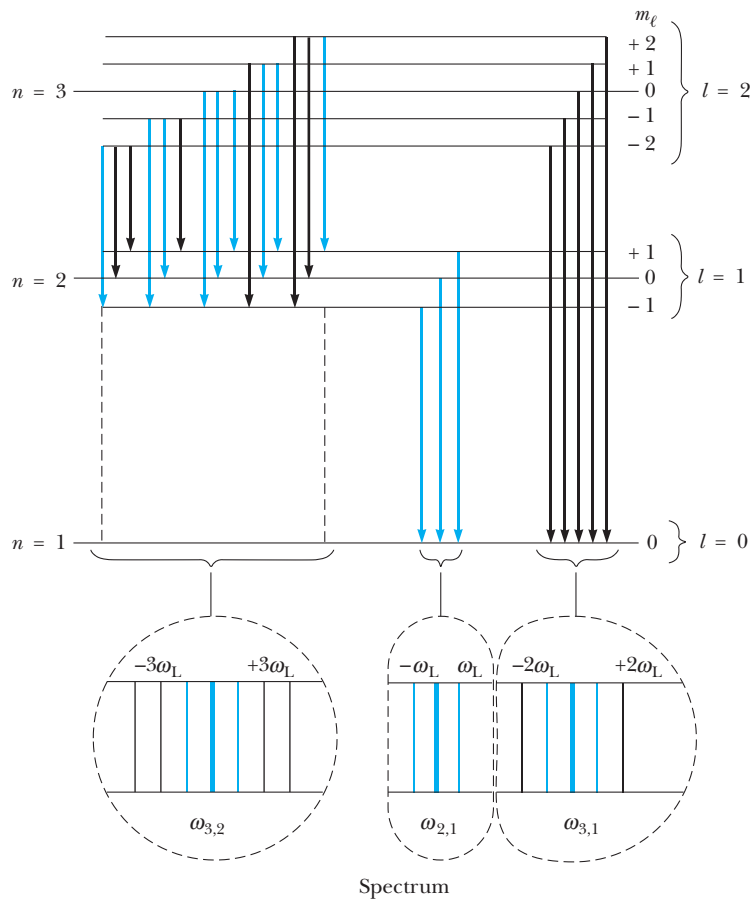 mℓ
+ 2
+ 1
n = 3
0
l = 2
− 1
− 2
+ 1
n = 2
0
l = 1
− 1
n = 1
0
l = 0
−3ωL +3ωL
−ωL ωL
−2ωL +2ωL
ω3,2
ω2,1
ω3,1
Spectrum